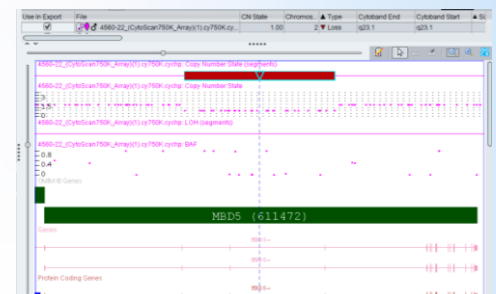 Use in Export File CN State Chromos... ▲ Type Cytoband End Cytoband Start
4560-22_(CytoScan750K_Array)(1).cy750K.cy... 1.00 2 ▼ Loss q23.1 q23.1
4560-22_(CytoScan750K_Array)(1).cy750K.cychp: Copy Number State (segments)
4560-22_(CytoScan750K_Array)(1).cy750K.cychp: Copy Number State
4560-22_(CytoScan750K_Array)(1).cy750K.cychp: LOH (segments)
4560-22_(CytoScan750K_Array)(1).cy750K.cychp: BAF
0.8
0.4
0
OMIM ® Genes
MBD5 (611472)
Genes
Protein Coding Genes